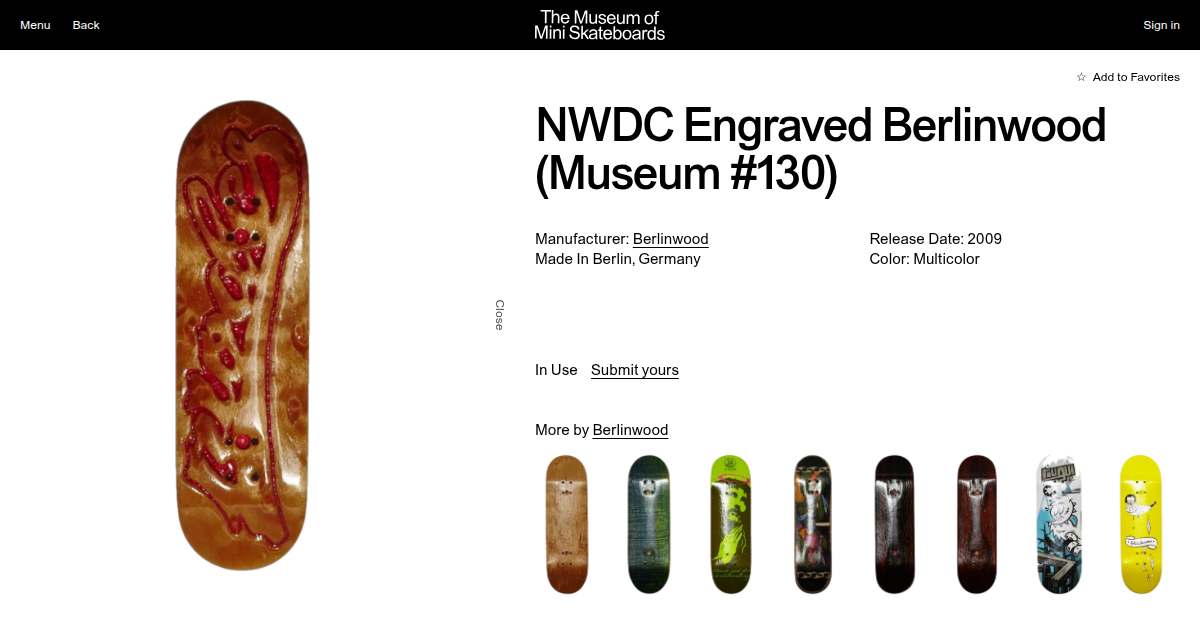 Menu
Back
The Museum of
Mini Skateboards
Sign in
☆ Add to Favorites
NWDC Engraved Berlinwood
(Museum #130)
Manufacturer: Berlinwood
Made In Berlin, Germany
Release Date: 2009
Color: Multicolor
Close
In Use Submit yours
More by Berlinwood